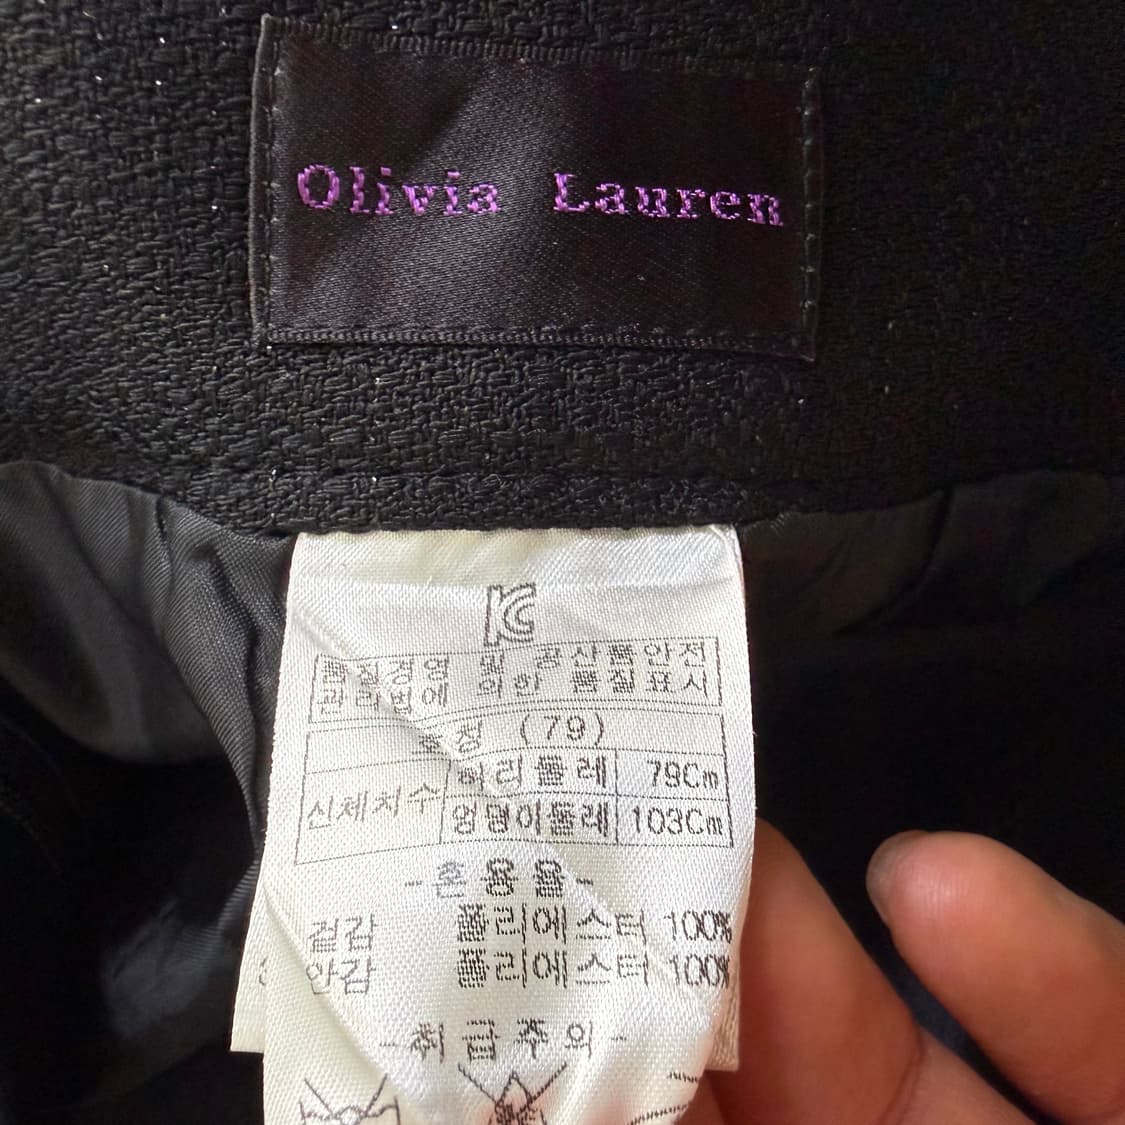 Olivia Lauren
KC
품질경영 및 공산품안전
관리법에 의한 품질표시
호칭 (79)
신체치수 허리둘레 79Cm
엉덩이둘레 103Cm
-혼용율-
겉감 폴리에스터 100%
안감 폴리에스터 100%
-취급주의-